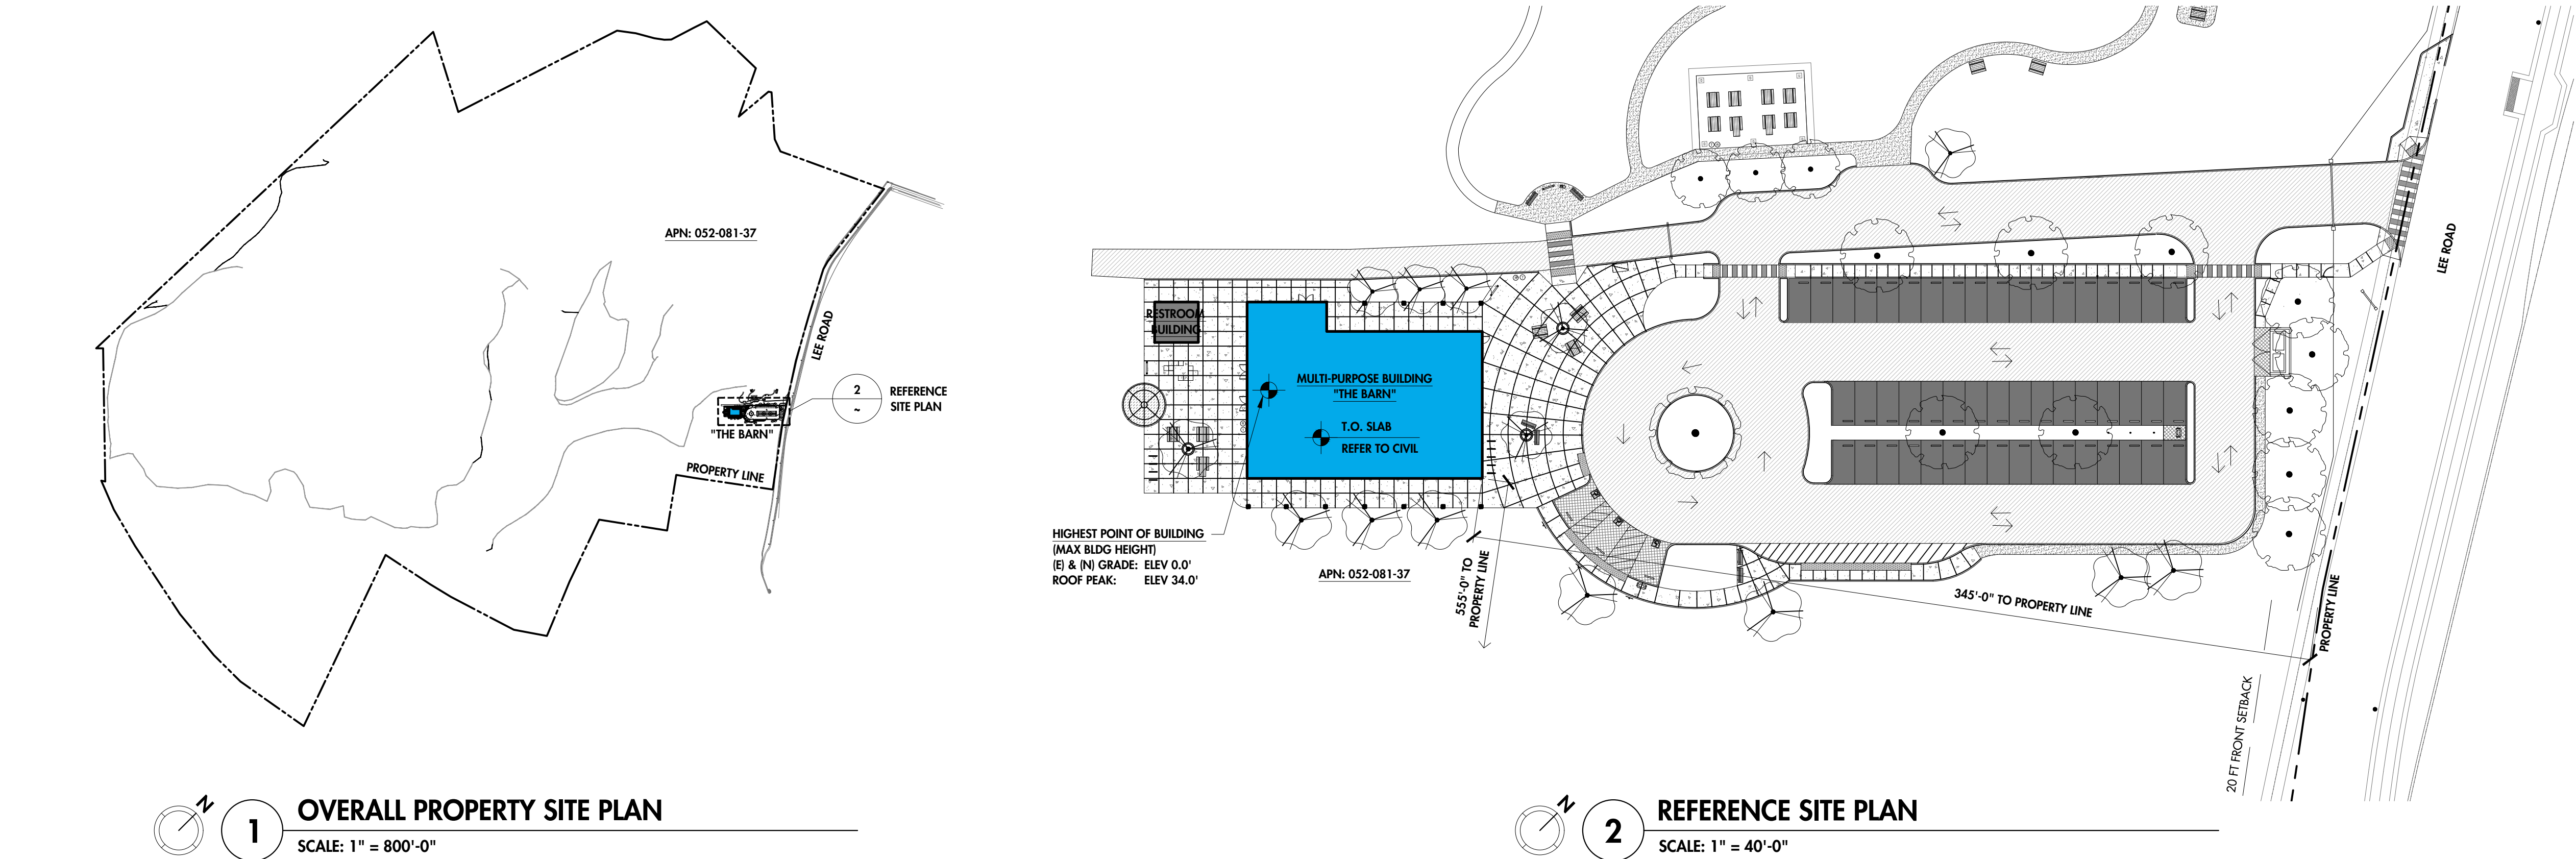 APN: 052-081-37
LEE ROAD
2
~
REFERENCE
SITE PLAN
"THE BARN"
PROPERTY LINE
N
1
OVERALL PROPERTY SITE PLAN
SCALE: 1" = 800'-0"
RESTROOM
BUILDING
MULTI-PURPOSE BUILDING
"THE BARN"
T.O. SLAB
REFER TO CIVIL
HIGHEST POINT OF BUILDING
(MAX BLDG HEIGHT)
(E) & (N) GRADE: ELEV 0.0'
ROOF PEAK: ELEV 34.0'
APN: 052-081-37
555'-0" TO
PROPERTY LINE
345'-0" TO PROPERTY LINE
LEE ROAD
PROPERTY LINE
20 FT FRONT SETBACK
N
2
REFERENCE SITE PLAN
SCALE: 1" = 40'-0"